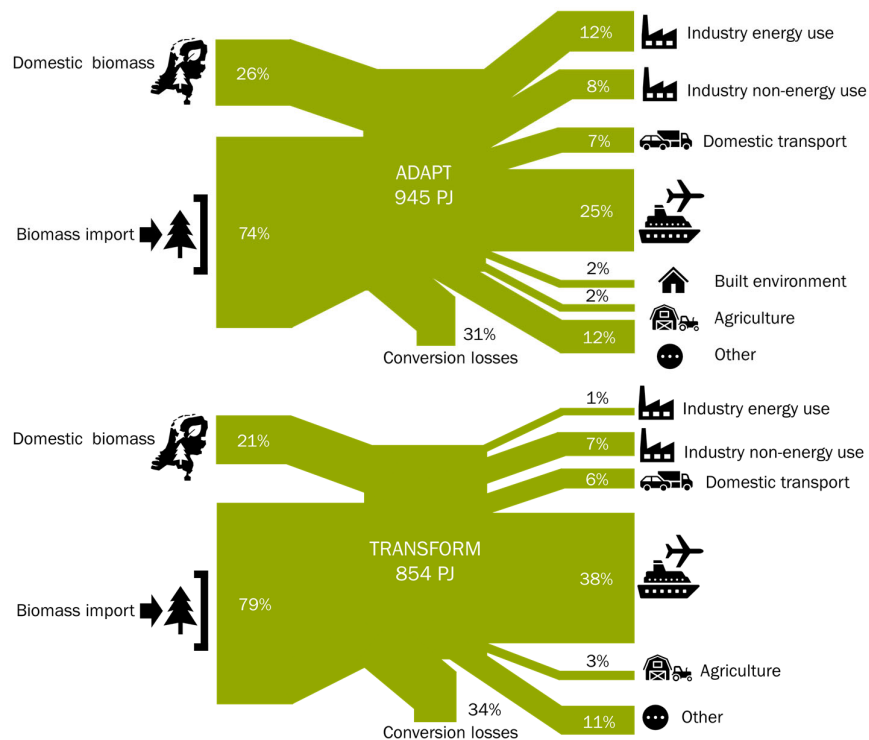 12%
Industry energy use
Domestic biomass
26%
8%
Industry non-energy use
7%
Domestic transport
ADAPT
945 PJ
25%
Biomass import
74%
2%
Built environment
2%
Agriculture
31%
12%
Conversion losses
Other
1%
Industry energy use
Domestic biomass
21%
7%
Industry non-energy use
6%
Domestic transport
TRANSFORM
854 PJ
38%
Biomass import
79%
3%
Agriculture
34%
11%
Other
Conversion losses